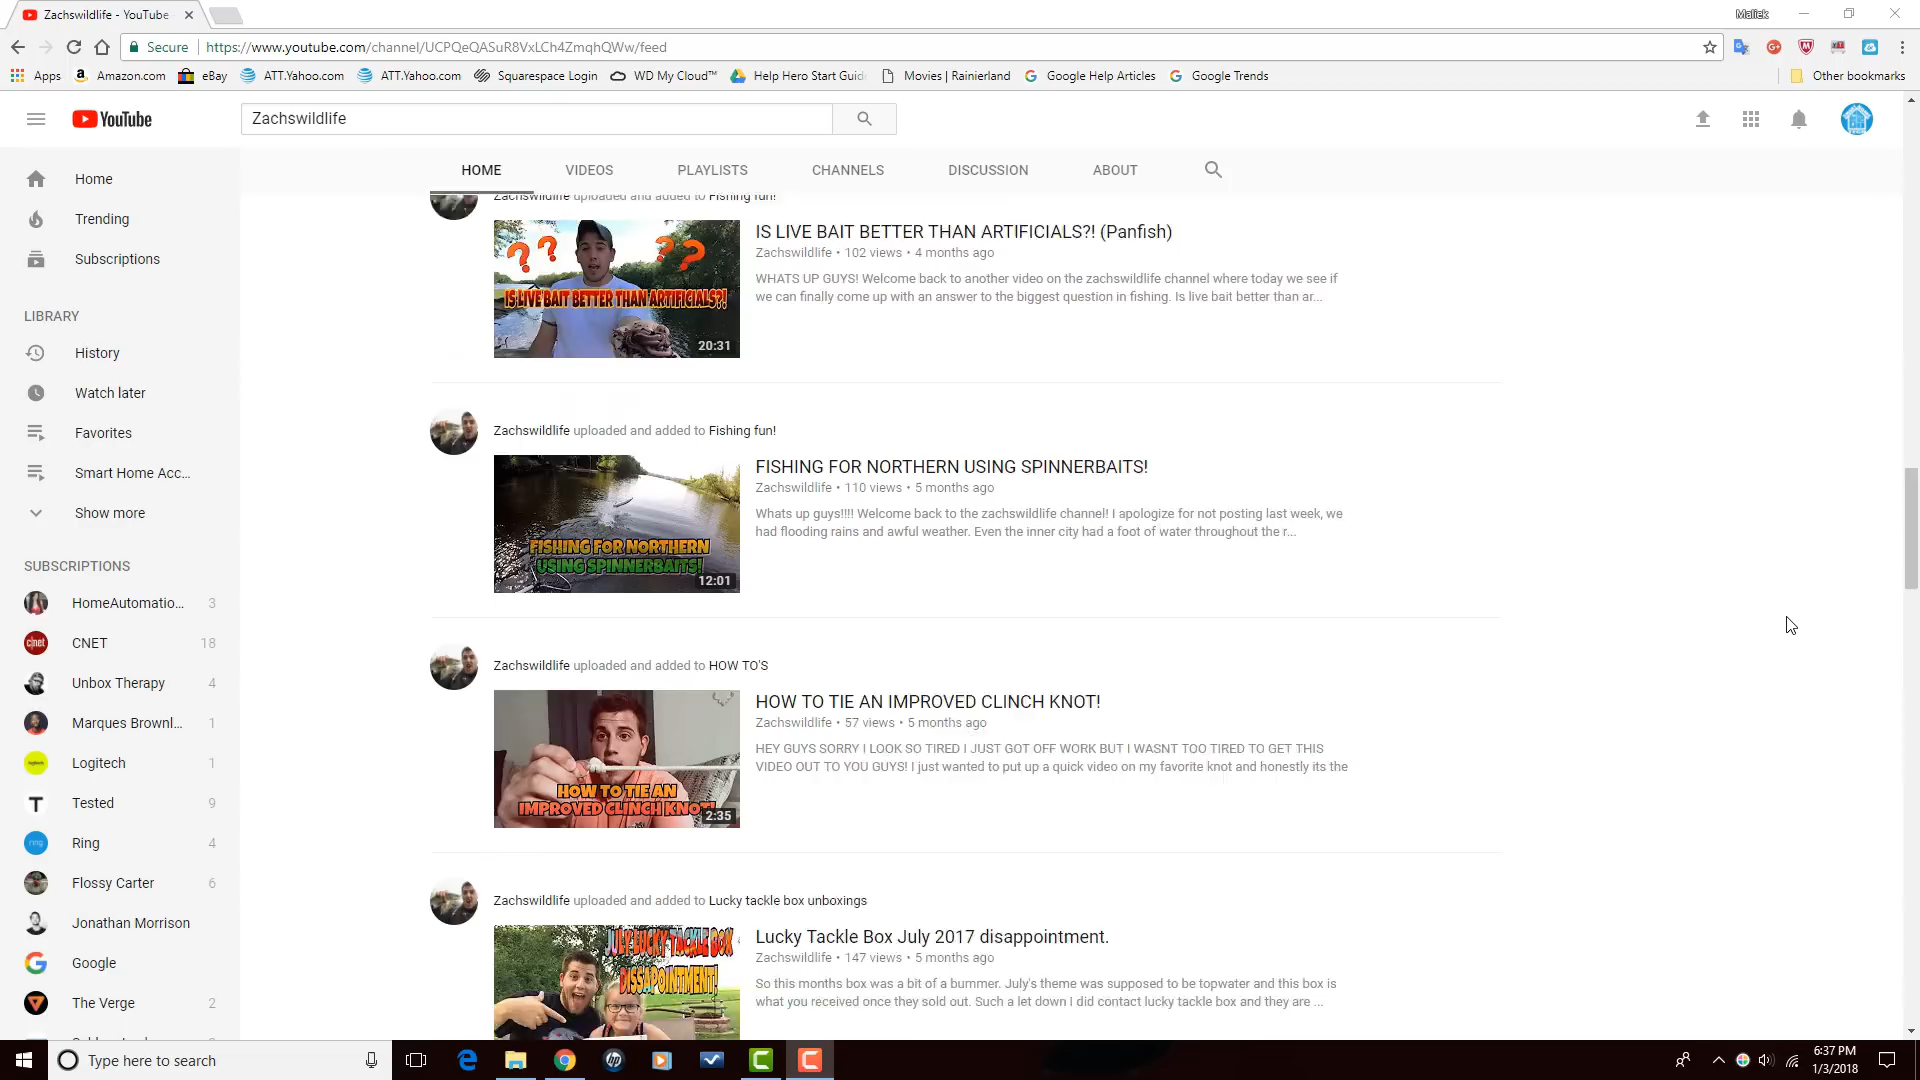 Zachswildlife - YouTube
Maliek
Secure
https://www.youtube.com/channel/UCPQeQASuR8VxLCh4ZmqhQWw/feed
Apps
Amazon.com
eBay
ATT.Yahoo.com
ATT.Yahoo.com
Squarespace Login
WD My Cloud™
Help Hero Start Guid
Movies | Rainierland
Google Help Articles
Google Trends
Other bookmarks
YouTube
Zachswildlife
HOME
VIDEOS
PLAYLISTS
CHANNELS
DISCUSSION
ABOUT
Home
Trending
Subscriptions
LIBRARY
History
Watch later
Favorites
Smart Home Acc...
Show more
SUBSCRIPTIONS
HomeAutomatio... 3
CNET 18
Unbox Therapy 4
Marques Brownl... 1
Logitech 1
Tested 9
Ring 4
Flossy Carter 6
Jonathan Morrison
Google
The Verge 2
Zachswildlife uploaded and added to Fishing fun!
?? ??
IS LIVE BAIT BETTER THAN ARTIFICIALS?!
20:31
IS LIVE BAIT BETTER THAN ARTIFICIALS?! (Panfish)
Zachswildlife • 102 views • 4 months ago
WHATS UP GUYS! Welcome back to another video on the zachswildlife channel where today we see if
we can finally come up with an answer to the biggest question in fishing. Is live bait better than ar...
Zachswildlife uploaded and added to Fishing fun!
FISHING FOR NORTHERN
USING SPINNERBAITS!
12:01
FISHING FOR NORTHERN USING SPINNERBAITS!
Zachswildlife • 110 views • 5 months ago
Whats up guys!!!! Welcome back to the zachswildlife channel! I apologize for not posting last week, we
had flooding rains and awful weather. Even the inner city had a foot of water throughout the r...
Zachswildlife uploaded and added to HOW TO'S
HOW TO TIE AN
IMPROVED CLINCH KNOT!
2:35
HOW TO TIE AN IMPROVED CLINCH KNOT!
Zachswildlife • 57 views • 5 months ago
HEY GUYS SORRY I LOOK SO TIRED I JUST GOT OFF WORK BUT I WASNT TOO TIRED TO GET THIS
VIDEO OUT TO YOU GUYS! I just wanted to put up a quick video on my favorite knot and honestly its the
Zachswildlife uploaded and added to Lucky tackle box unboxings
JULY LUCKY TACKLE BOX
DISSAPOINTMENT!
Lucky Tackle Box July 2017 disappointment.
Zachswildlife • 147 views • 5 months ago
So this months box was a bit of a bummer. July's theme was supposed to be topwater and this box is
what you received once they sold out. Such a let down I did contact lucky tackle box and they are ...
Type here to search
6:37 PM
1/3/2018